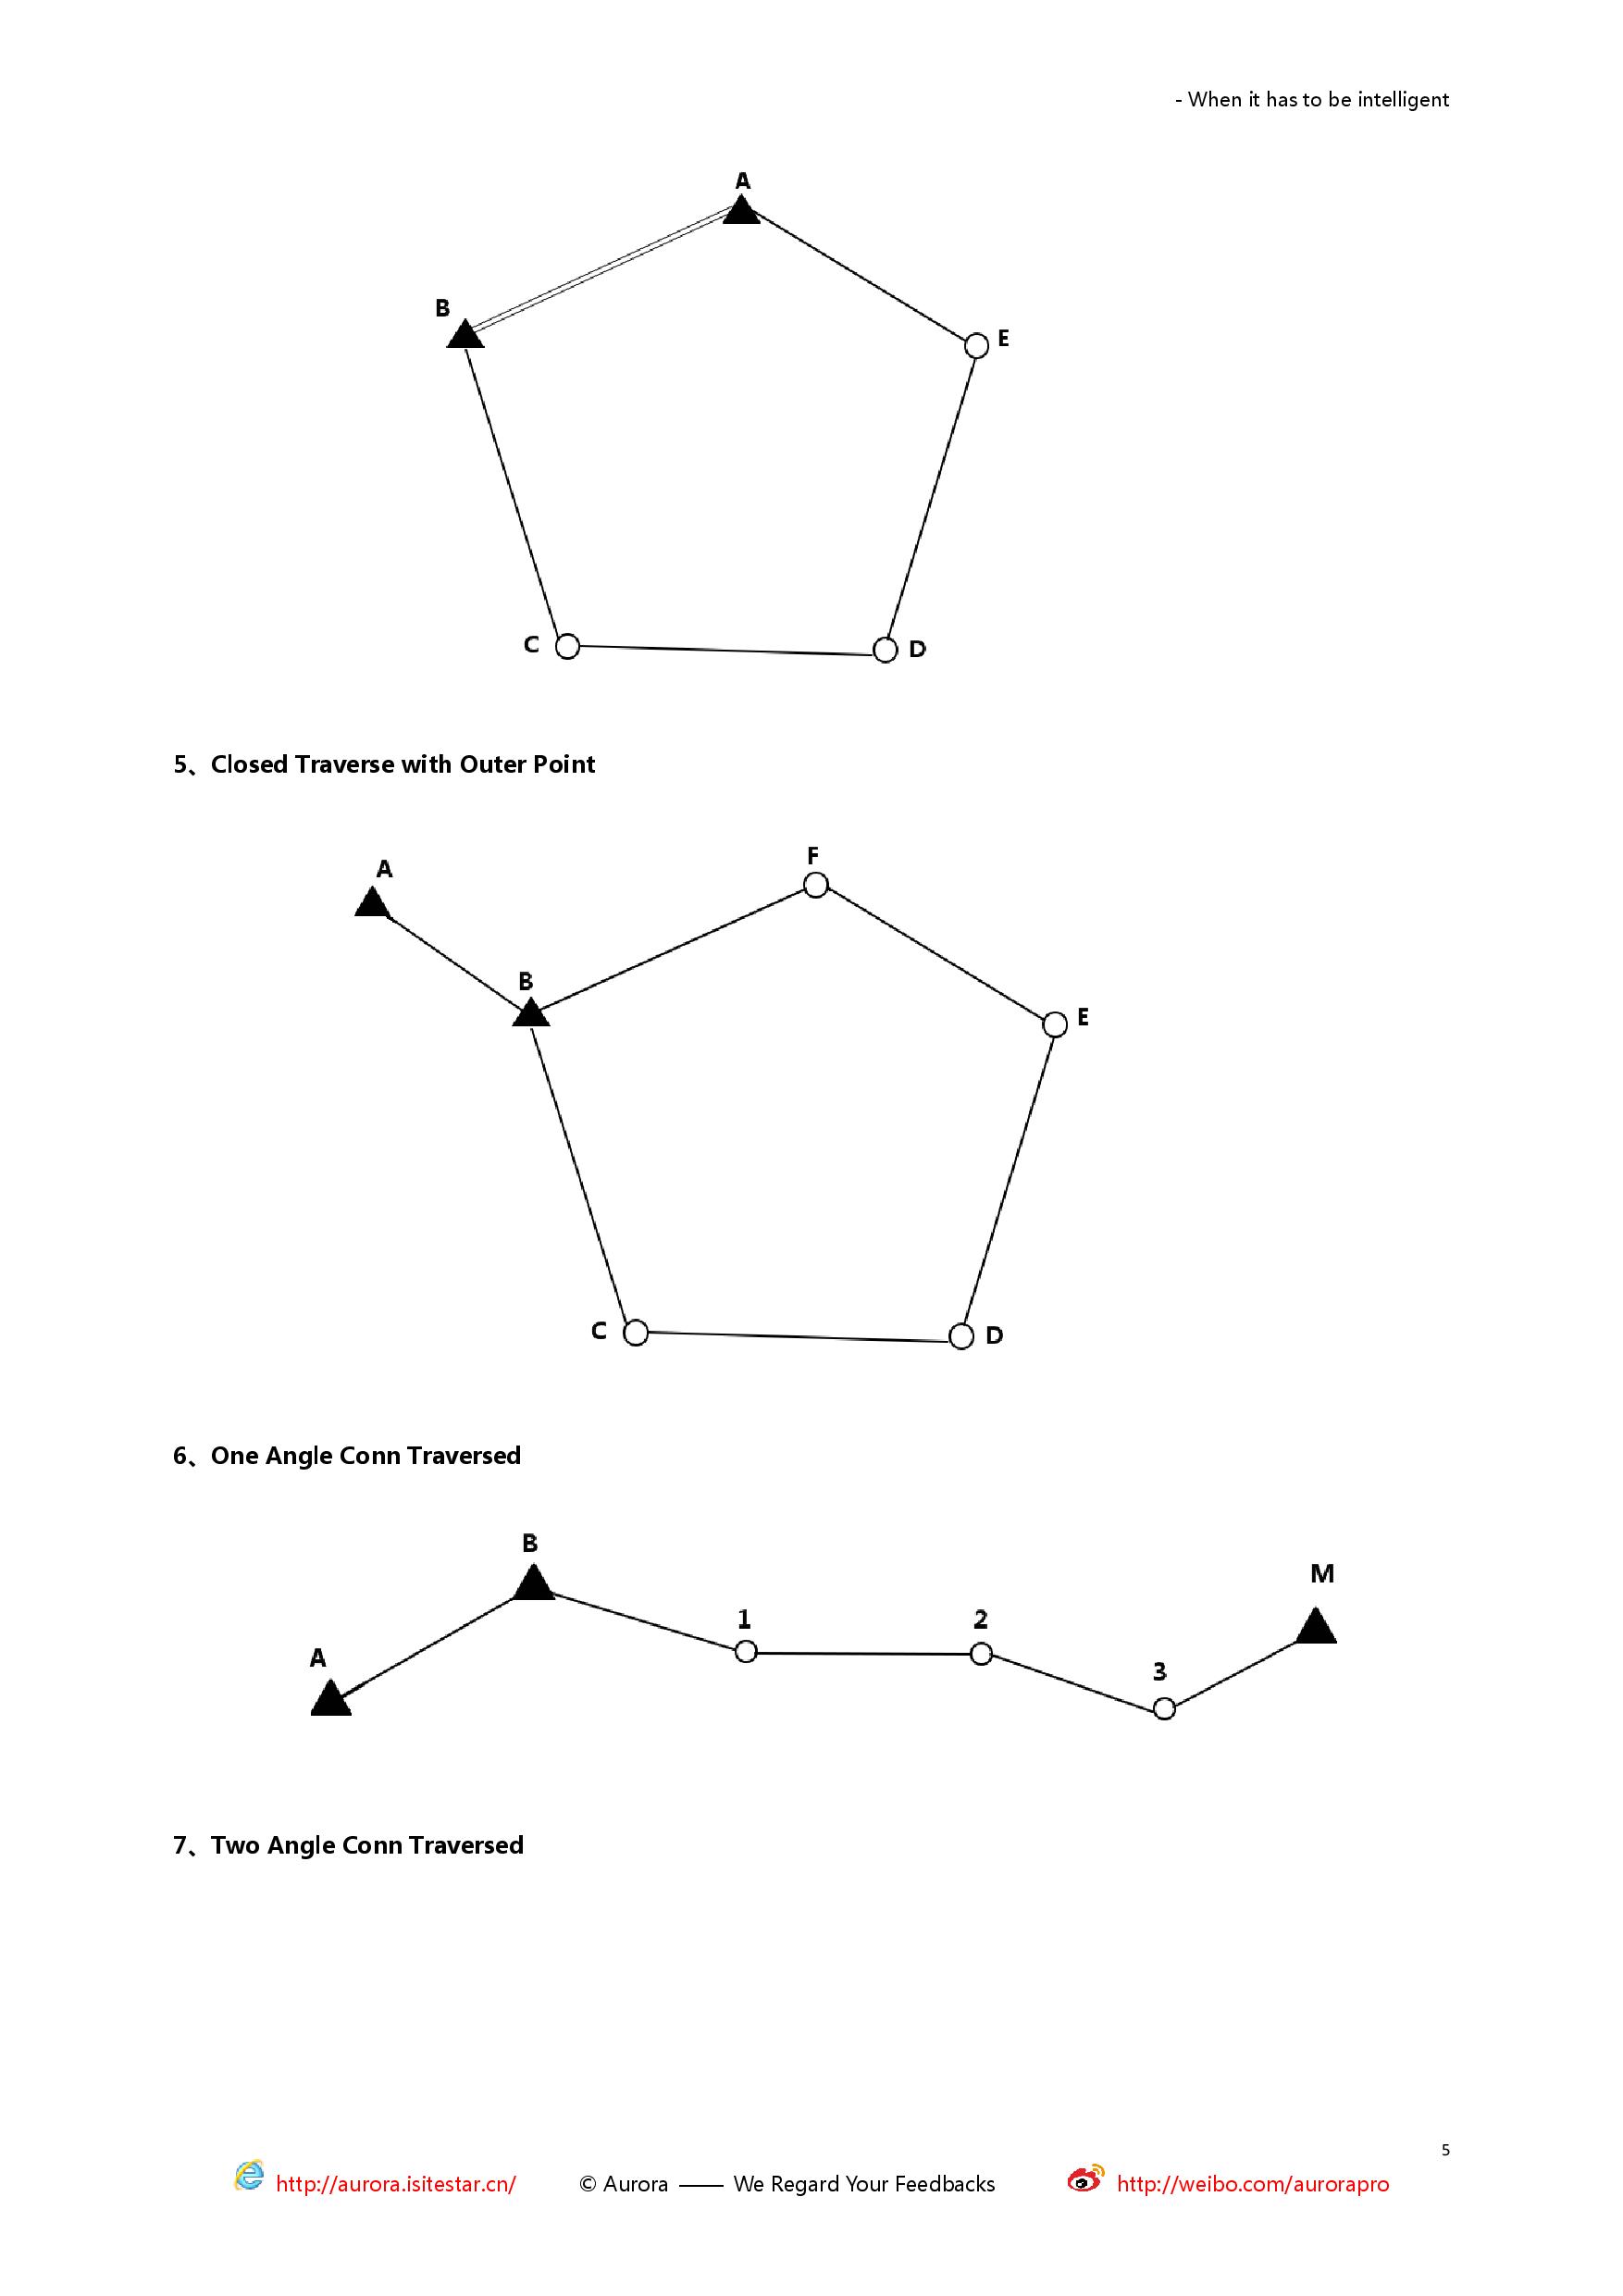 - When it has to be intelligent
A
B
E
C
D
5、Closed Traverse with Outer Point
F
A
B
E
C
D
6、One Angle Conn Traversed
B
M
1
2
A
3
7、Two Angle Conn Traversed
5
http://aurora.isitestar.cn/ © Aurora —— We Regard Your Feedbacks http://weibo.com/aurorapro